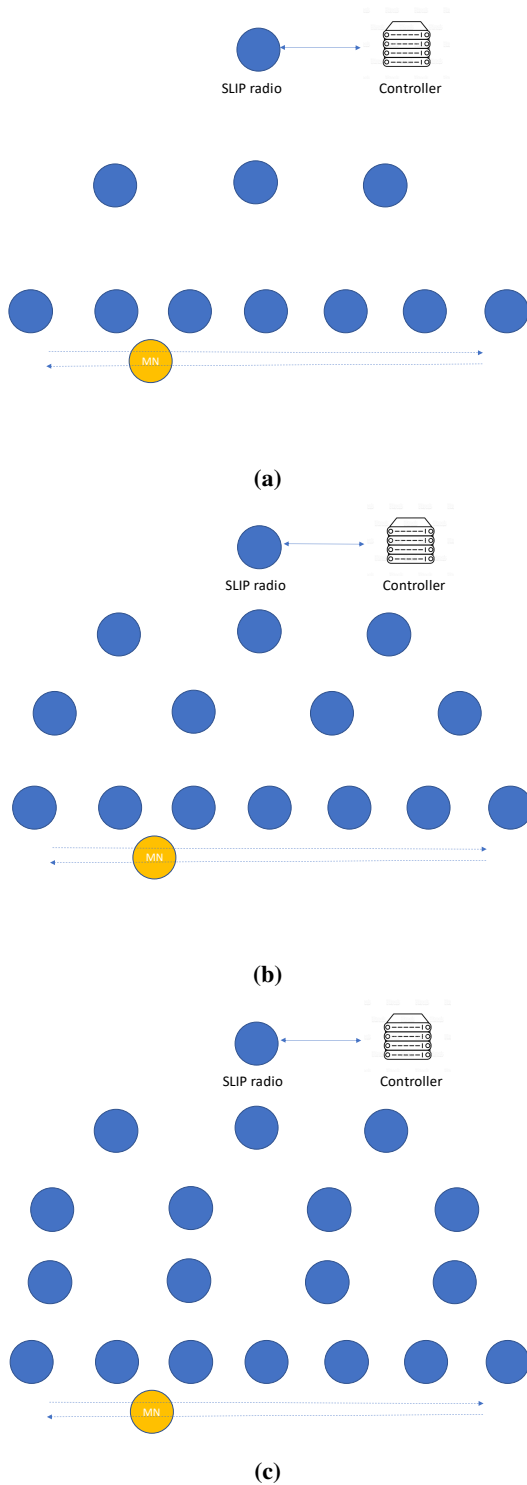 SLIP radio Controller
MN
(a)
SLIP radio Controller
MN
(b)
SLIP radio Controller
MN
(c)